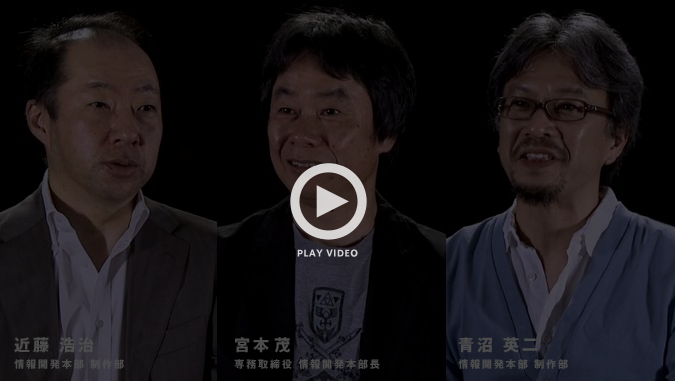 PLAY VIDEO
近藤 浩治
情報開発本部 制作部
宮本 茂
専務取締役 情報開発本部長
青沼 英二
情報開発本部 制作部